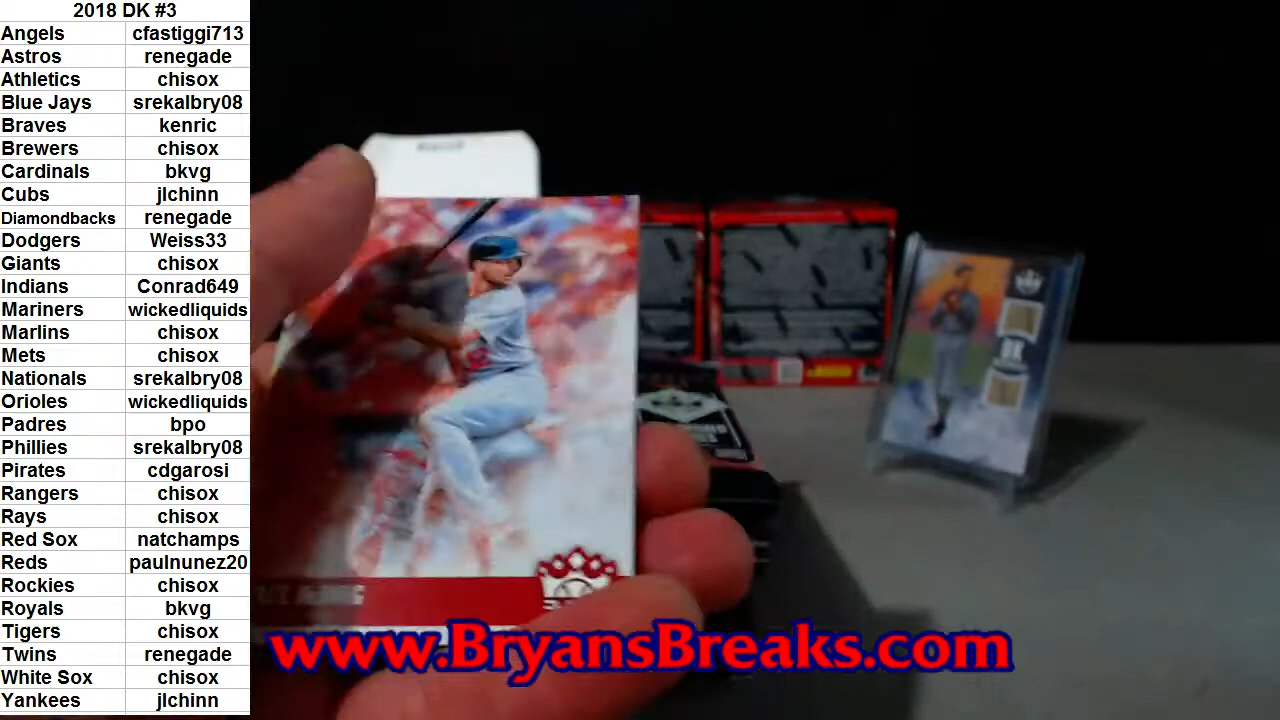 2018 DK #3
Angels cfastiggi713
Astros renegade
Athletics chisox
Blue Jays srekalbry08
Braves kenric
Brewers chisox
Cardinals bkvg
Cubs jlchinn
Diamondbacks renegade
Dodgers Weiss33
Giants chisox
Indians Conrad649
Mariners wickedliquids
Marlins chisox
Mets chisox
Nationals srekalbry08
Orioles wickedliquids
Padres bpo
Phillies srekalbry08
Pirates cdgarosi
Rangers chisox
Rays chisox
Red Sox natchamps
Reds paulnunez20
Rockies chisox
Royals bkvg
Tigers chisox
Twins renegade
White Sox chisox
Yankees jlchinn
www.BryansBreaks.com